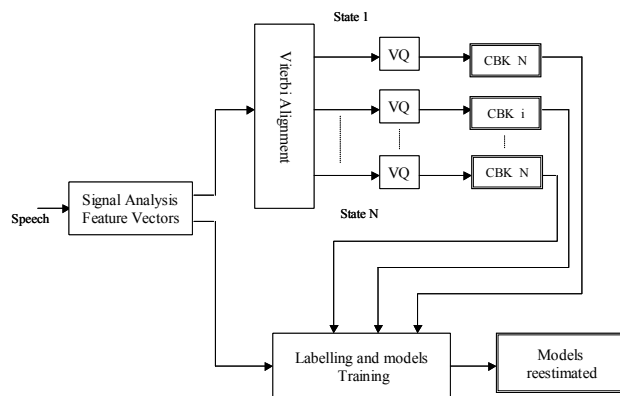 State 1
Viterbi Alignment
VQ
CBK N
VQ
CBK i
VQ
CBK N
Signal Analysis
Feature Vectors
Speech
State N
Labelling and models
Training
Models
reestimated